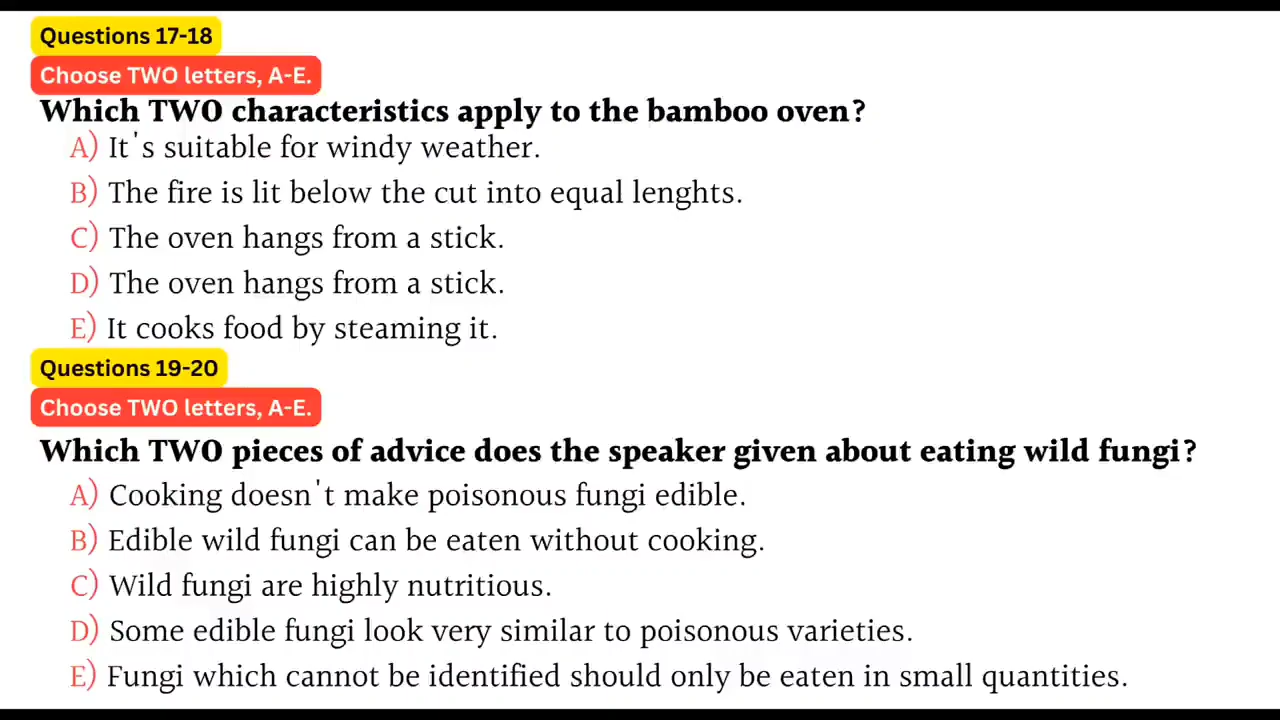 Questions 17-18
Choose TWO letters, A-E.
Which TWO characteristics apply to the bamboo oven?
A) It's suitable for windy weather.
B) The fire is lit below the cut into equal lenghts.
C) The oven hangs from a stick.
D) The oven hangs from a stick.
E) It cooks food by steaming it.
Questions 19-20
Choose TWO letters, A-E.
Which TWO pieces of advice does the speaker given about eating wild fungi?
A) Cooking doesn't make poisonous fungi edible.
B) Edible wild fungi can be eaten without cooking.
C) Wild fungi are highly nutritious.
D) Some edible fungi look very similar to poisonous varieties.
E) Fungi which cannot be identified should only be eaten in small quantities.